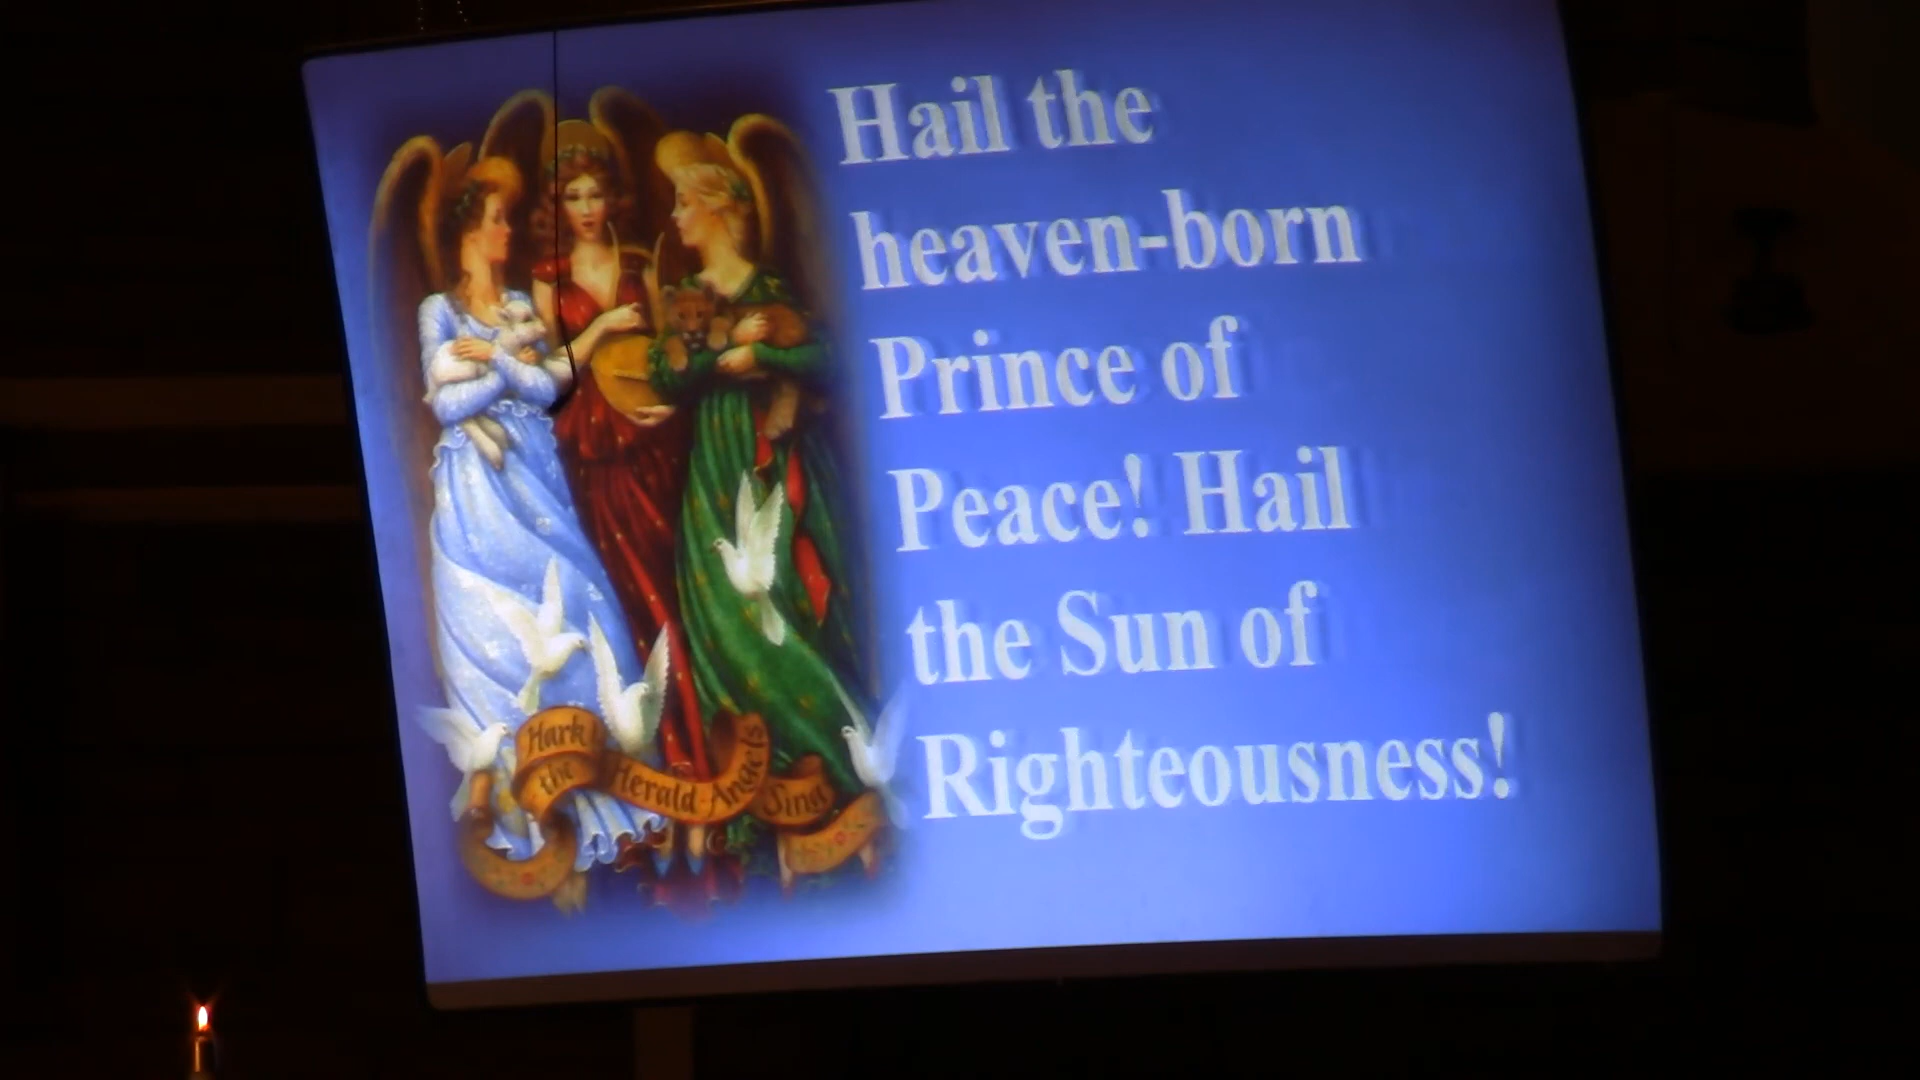 Hail the
heaven-born
Prince of
Peace! Hail
the Sun of
Righteousness!
Hark!
the Herald Angels Sing